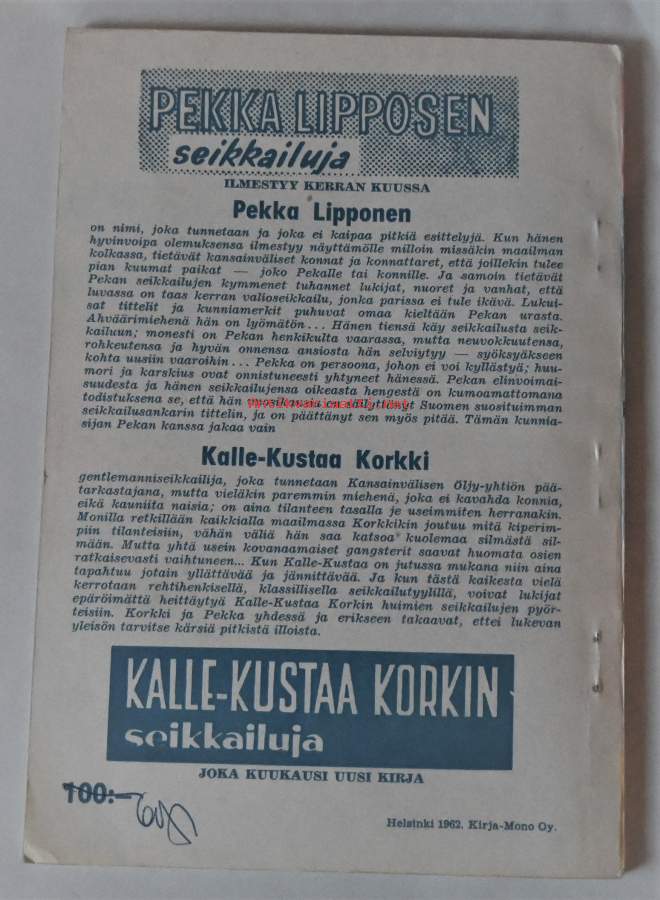 PEKKA LIPPOSEN
seikkailuja
ILMESTYY KERRAN KUUSSA
Pekka Lipponen
on nimi, joka tunnetaan ja joka ei kaipaa pitkiä esittelyjä. Kun hänen
hyvinvoipa olemuksensa ilmestyy näyttämölle milloin missäkin maailman
kolkassa, tietävät kansainväliset konnat ja konnattaret, että joillekin tulee
pian kuumat paikat — joko Pekalle tai konnille. Ja samoin tietävät
Pekan seikkailujen kymmenet tuhannet lukijat, nuoret ja vanhat, että
luvassa on taas kerran valioseikkailu, jonka parissa ei tule ikävä. Lukui-
sat tittelit ja kunniamerkit puhuvat omaa kieltään Pekan urasta.
Ahväärimiehenä hän on lyömätön... Hänen tiensä käy seikkailusta seik-
kailuun; monesti on Pekan henkikulta vaarassa, mutta neuvokkuutensa,
rohkeutensa ja hyvän onnensa ansiosta hän selviytyy — syöksyäkseen
kohta uusiin vaaroihin... Pekka on persoona, johon ei voi kyllästyä; huu-
mori ja karskius ovat onnistuneesti yhtyneet hänessä. Pekan elinvoimai-
suudesta ja hänen seikkailujensa oikeasta hengestä on kumoamattomana
todistuksena se, että hän vuosikausia on säilyttänyt Suomen suosituimman
seikkailusankarin tittelin, ja on päättänyt sen myös pitää. Tämän kunnia-
sijan Pekan kanssa jakaa vain
Kalle-Kustaa Korkki
gentlemanniseikkailija, joka tunnetaan Kansainvälisen Öljy-yhtiön pää-
tarkastajana, mutta vieläkin paremmin miehenä, joka ei kavahda konnia,
eikä kauniita naisia; on aina tilanteen tasalla ja useimmiten herranakin.
Monilla retkillään kaikkialla maailmassa Korkkikin joutuu mitä kiperim-
piin tilanteisiin, vähän väliä hän saa katsoa kuolemaa silmästä sil-
mään. Mutta yhtä usein kovanaamaiset gangsterit saavat huomata osien
ratkaisevasti vaihtuneen... Kun Kalle-Kustaa on jutussa mukana niin aina
tapahtuu jotain yllättävää ja jännittävää. Ja kun tästä kaikesta vielä
kerrotaan rehtihenkisellä, klassillisella seikkailutyylillä, voivat lukijat
epäröimättä heittäytyä Kalle-Kustaa Korkin huimien seikkailujen pyör-
teisiin. Korkki ja Pekka yhdessä ja erikseen takaavat, ettei lukevan
yleisön tarvitse kärsiä pitkistä illoista.
KALLE-KUSTAA KORKIN
seikkailuja
JOKA KUUKAUSI UUSI KIRJA
100:—
Helsinki 1962. Kirja-Mono Oy.